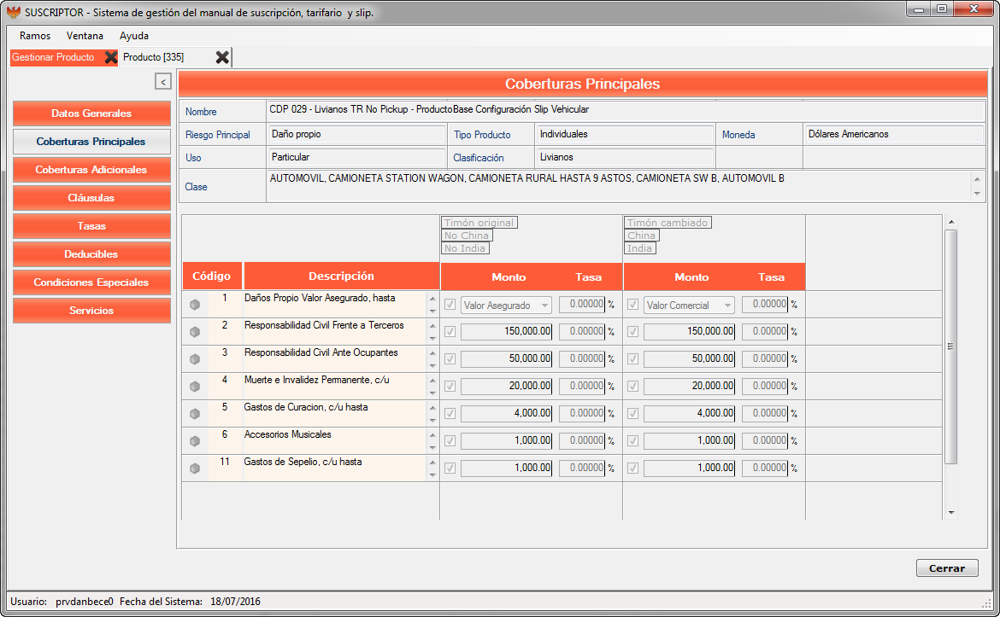 SUSCRIPTOR - Sistema de gestión del manual de suscripción, tarifario y slip.
Ramos Ventana Ayuda
Gestionar Producto Producto [335]
<
Datos Generales
Coberturas Principales
Coberturas Adicionales
Cláusulas
Tasas
Deducibles
Condiciones Especiales
Servicios
Coberturas Principales
Nombre CDP 029 - Livianos TR No Pickup - ProductoBase Configuración Slip Vehicular
Riesgo Principal Daño propio Tipo Producto Individuales Moneda Dólares Americanos
Uso Particular Clasificación Livianos
Clase AUTOMOVIL, CAMIONETA STATION WAGON, CAMIONETA RURAL HASTA 9 ASTOS, CAMIONETA SW B, AUTOMOVIL B
Timón original Timón cambiado
No China China
No India India
Código Descripción Monto Tasa Monto Tasa
1 Daños Propio Valor Asegurado, hasta Valor Asegurado 0.00000 % Valor Comercial 0.00000 %
2 Responsabilidad Civil Frente a Terceros 150,000.00 0.00000 % 150,000.00 0.00000 %
3 Responsabilidad Civil Ante Ocupantes 50,000.00 0.00000 % 50,000.00 0.00000 %
4 Muerte e Invalidez Permanente, c/u 20,000.00 0.00000 % 20,000.00 0.00000 %
5 Gastos de Curacion, c/u hasta 4,000.00 0.00000 % 4,000.00 0.00000 %
6 Accesorios Musicales 1,000.00 0.00000 % 1,000.00 0.00000 %
11 Gastos de Sepelio, c/u hasta 1,000.00 0.00000 % 1,000.00 0.00000 %
Cerrar
Usuario: prvdanbece0 Fecha del Sistema: 18/07/2016